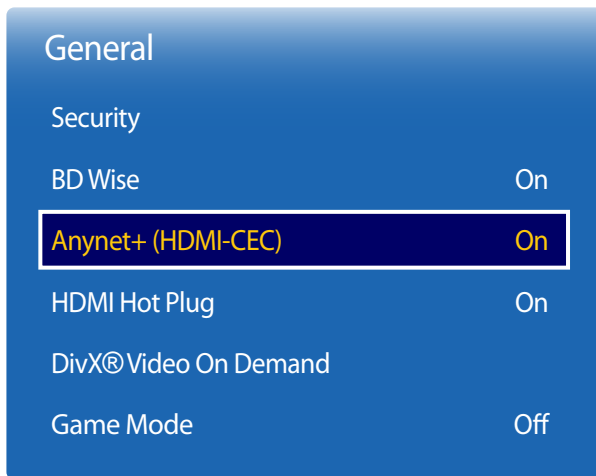 General
Security
BD Wise On
Anynet+ (HDMI-CEC) On
HDMI Hot Plug On
DivX® Video On Demand
Game Mode Off